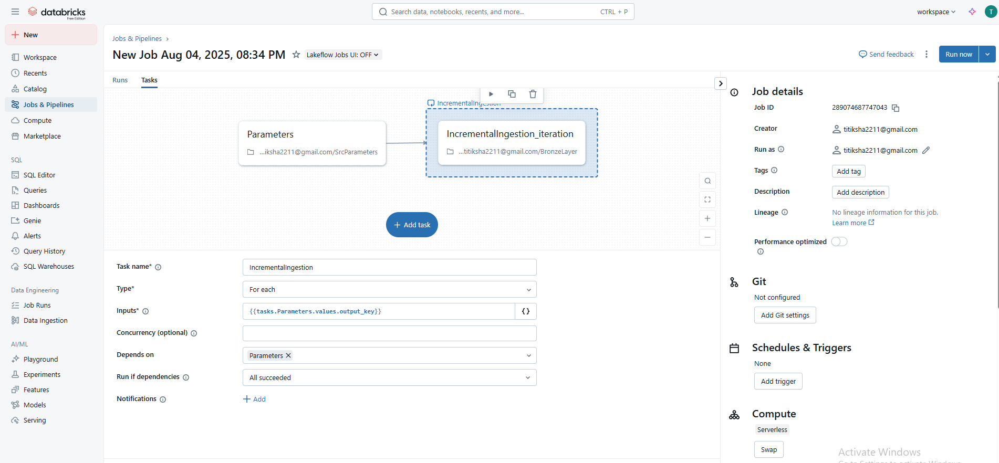 databricks
Free Edition
Search data, notebooks, recents, and more...
CTRL + P
workspace
T
New
Workspace
Recents
Catalog
Jobs & Pipelines
Compute
Marketplace
SQL
SQL Editor
Queries
Dashboards
Genie
Alerts
Query History
SQL Warehouses
Data Engineering
Job Runs
Data Ingestion
AI/ML
Playground
Experiments
Features
Models
Serving
Jobs & Pipelines
New Job Aug 04, 2025, 08:34 PM
Lakeflow Jobs UI: OFF
Send feedback
Run now
Runs
Tasks
IncrementalIngestion
Parameters
...iksha2211@gmail.com/SrcParameters
IncrementalIngestion_iteration
...titiksha2211@gmail.com/BronzeLayer
+ Add task
Task name*
IncrementalIngestion
Type*
For each
Inputs*
{{tasks.Parameters.values.output_key}}
{}
Concurrency (optional)
Depends on
Parameters
Run if dependencies
All succeeded
Notifications
+ Add
Job details
Job ID
289074687747043
Creator
titiksha2211@gmail.com
Run as
titiksha2211@gmail.com
Tags
Add tag
Description
Add description
Lineage
No lineage information for this job.
Learn more
Performance optimized
Git
Not configured
Add Git settings
Schedules & Triggers
None
Add trigger
Compute
Serverless
Swap
Activate Windows